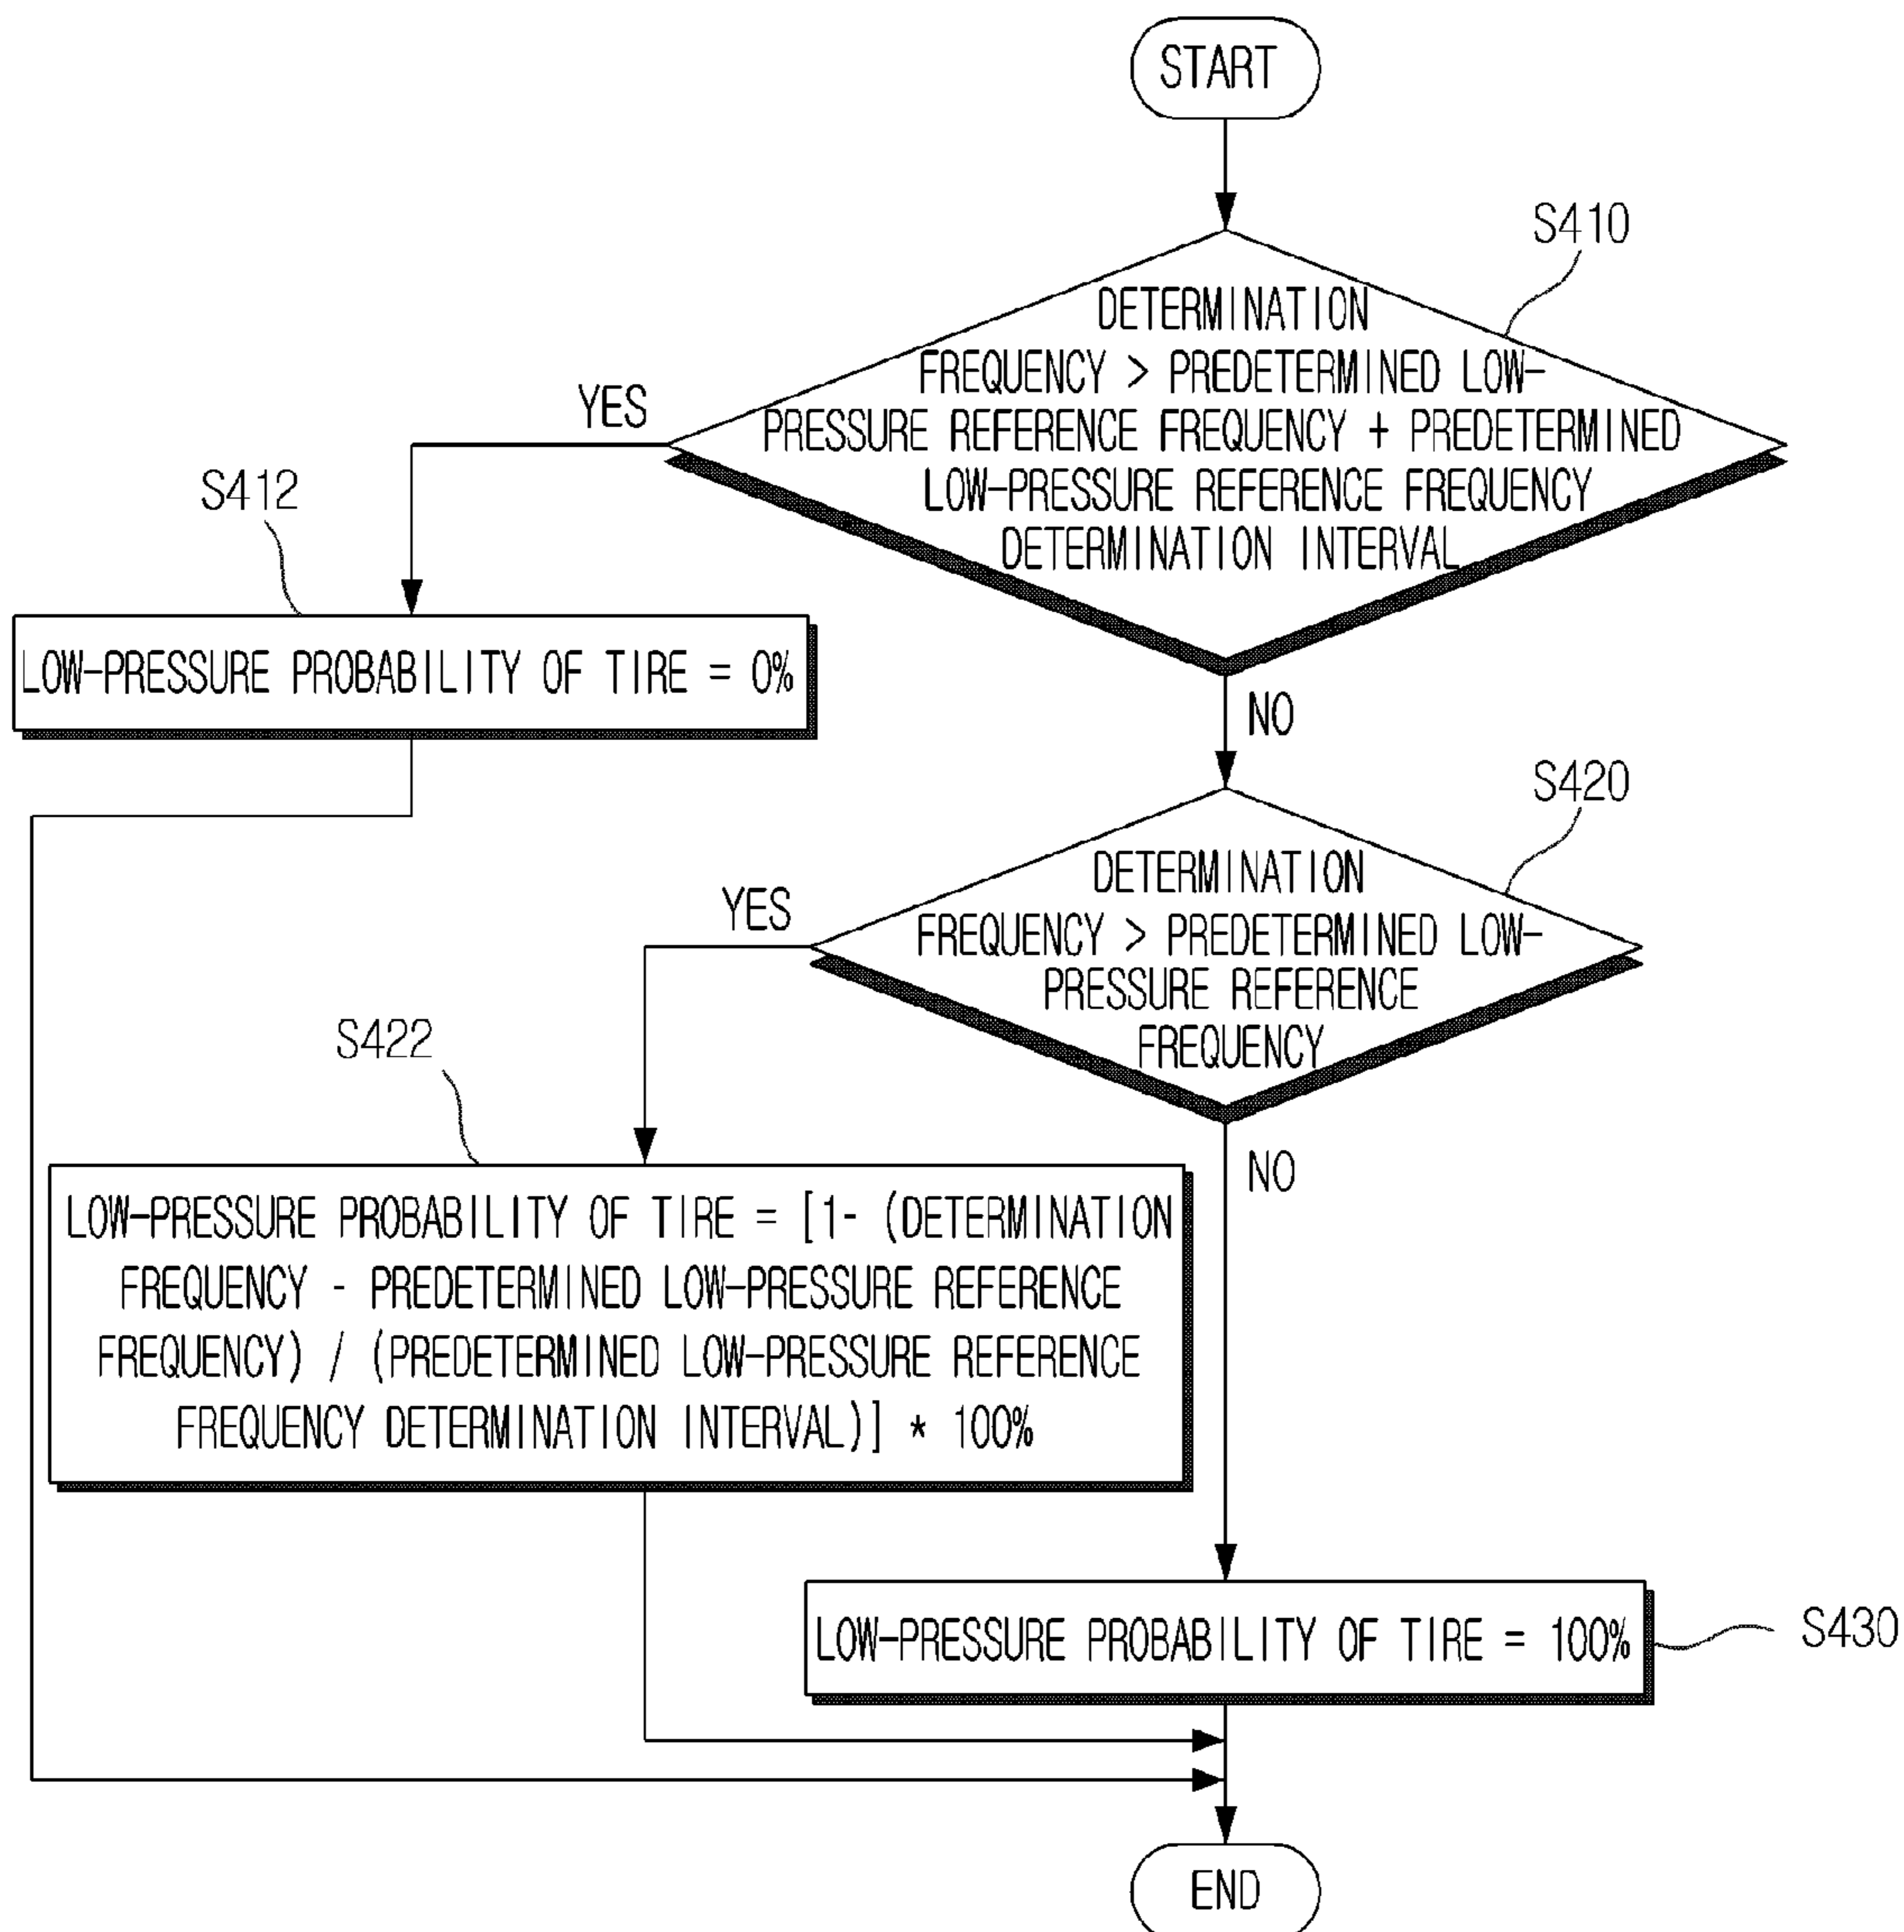 START
S410
DETERMINATION
FREQUENCY > PREDETERMINED LOW-
PRESSURE REFERENCE FREQUENCY + PREDETERMINED
LOW-PRESSURE REFERENCE FREQUENCY
DETERMINATION INTERVAL
YES
S412
LOW-PRESSURE PROBABILITY OF TIRE = 0%
NO
S420
DETERMINATION
FREQUENCY > PREDETERMINED LOW-
PRESSURE REFERENCE
FREQUENCY
YES
S422
NO
LOW-PRESSURE PROBABILITY OF TIRE = [1- (DETERMINATION
FREQUENCY - PREDETERMINED LOW-PRESSURE REFERENCE
FREQUENCY) / (PREDETERMINED LOW-PRESSURE REFERENCE
FREQUENCY DETERMINATION INTERVAL)] * 100%
LOW-PRESSURE PROBABILITY OF TIRE = 100%
S430
END